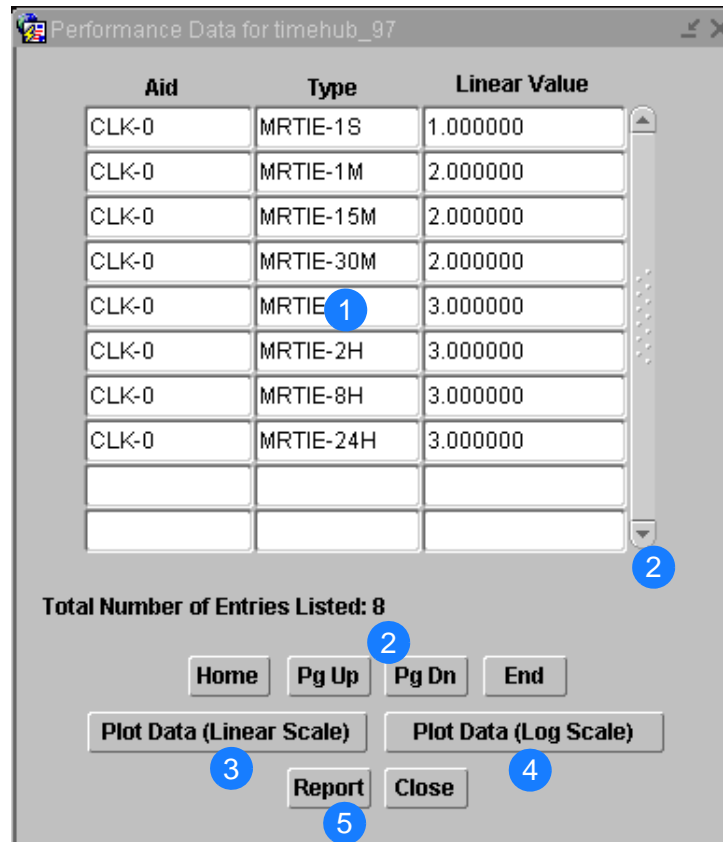 Performance Data for timehub_97
Aid Type Linear Value
CLK-0 MRTIE-1S 1.000000
CLK-0 MRTIE-1M 2.000000
CLK-0 MRTIE-15M 2.000000
CLK-0 MRTIE-30M 2.000000
CLK-0 MRTIE 1 3.000000
CLK-0 MRTIE-2H 3.000000
CLK-0 MRTIE-8H 3.000000
CLK-0 MRTIE-24H 3.000000
2
Total Number of Entries Listed: 8
2
Home Pg Up Pg Dn End
Plot Data (Linear Scale) Plot Data (Log Scale)
3 4
Report Close
5